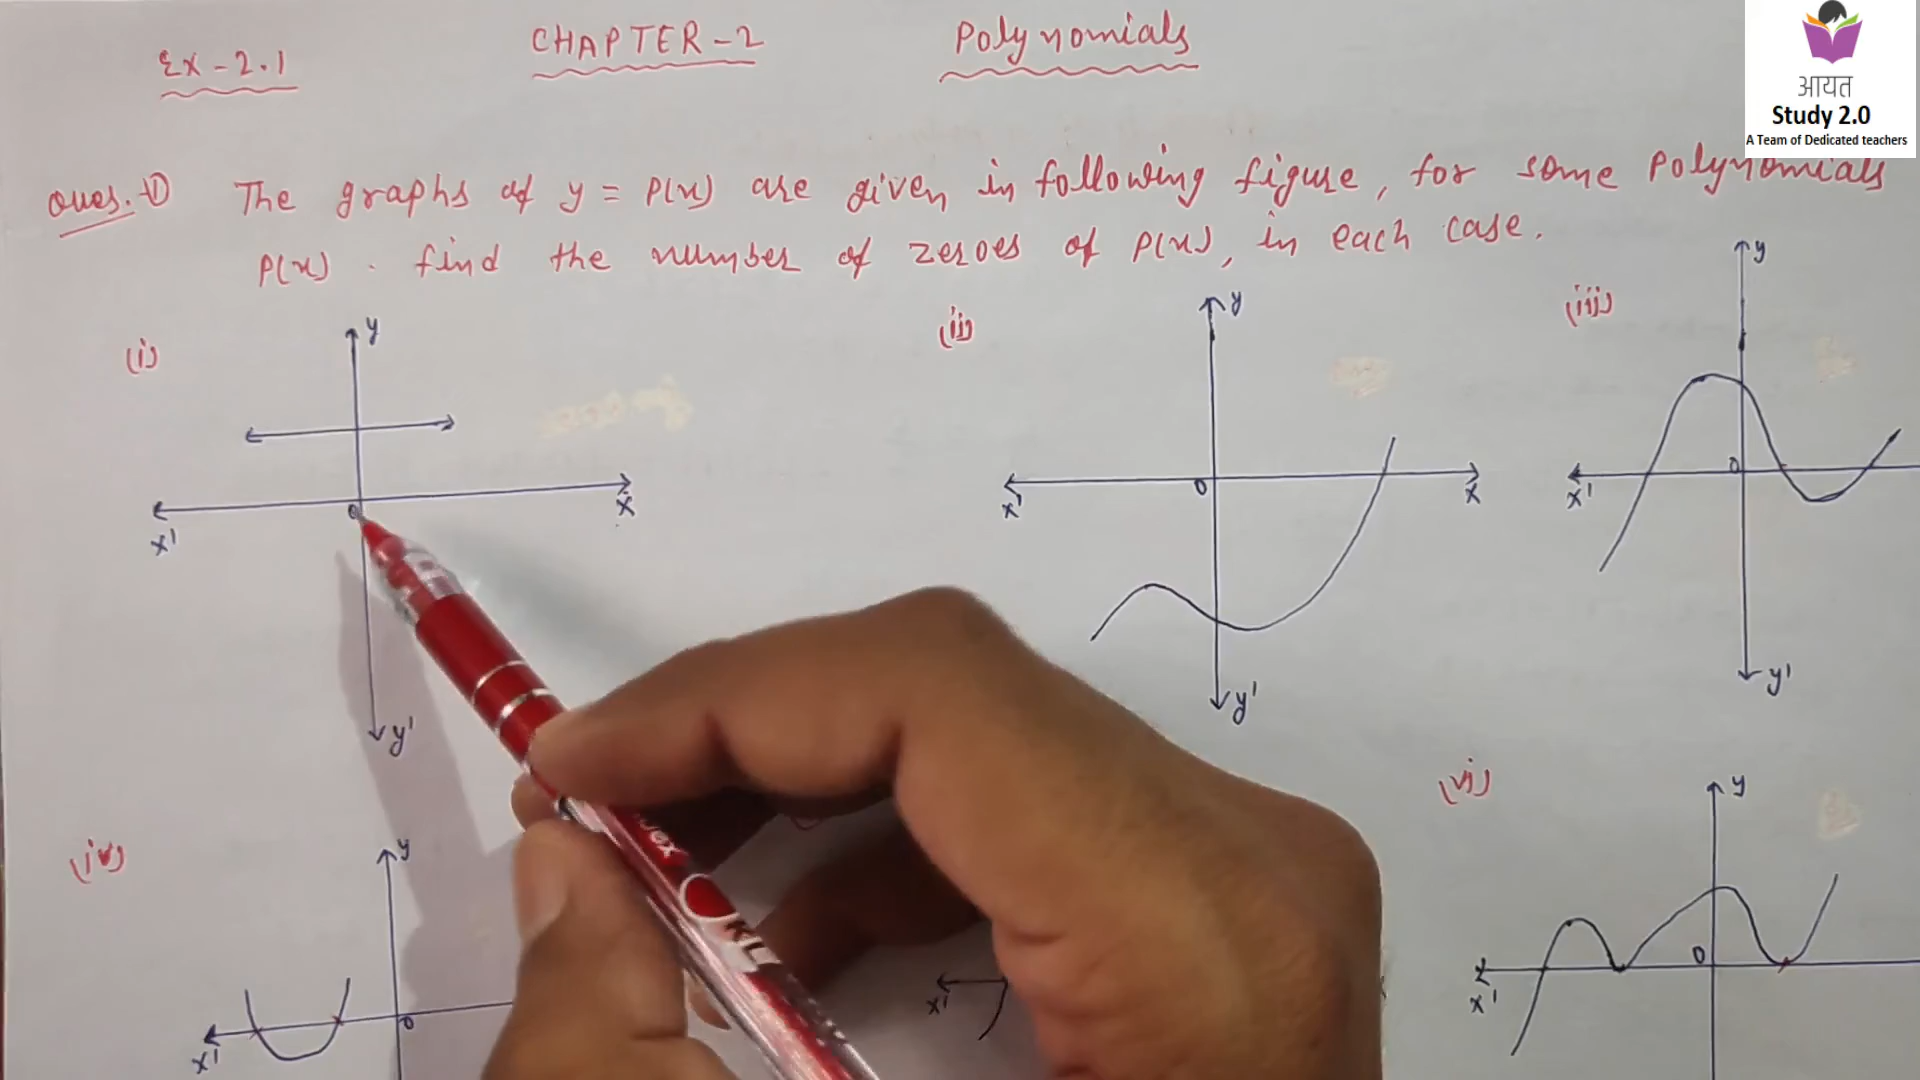 Ex-2.1 CHAPTER-2 Polynomials
आयत
Study 2.0
A Team of Dedicated teachers
Ques.-① The graphs of y = P(x) are given in following figure, for some Polynomials
P(x). find the number of zeroes of P(x), in each case.
(i) (ii) (iii)
y y y
x' 0 x x' 0 x x' 0
y' y' y'
(iv) (vi)
y y
x' 0 x' x' 0
OKILER